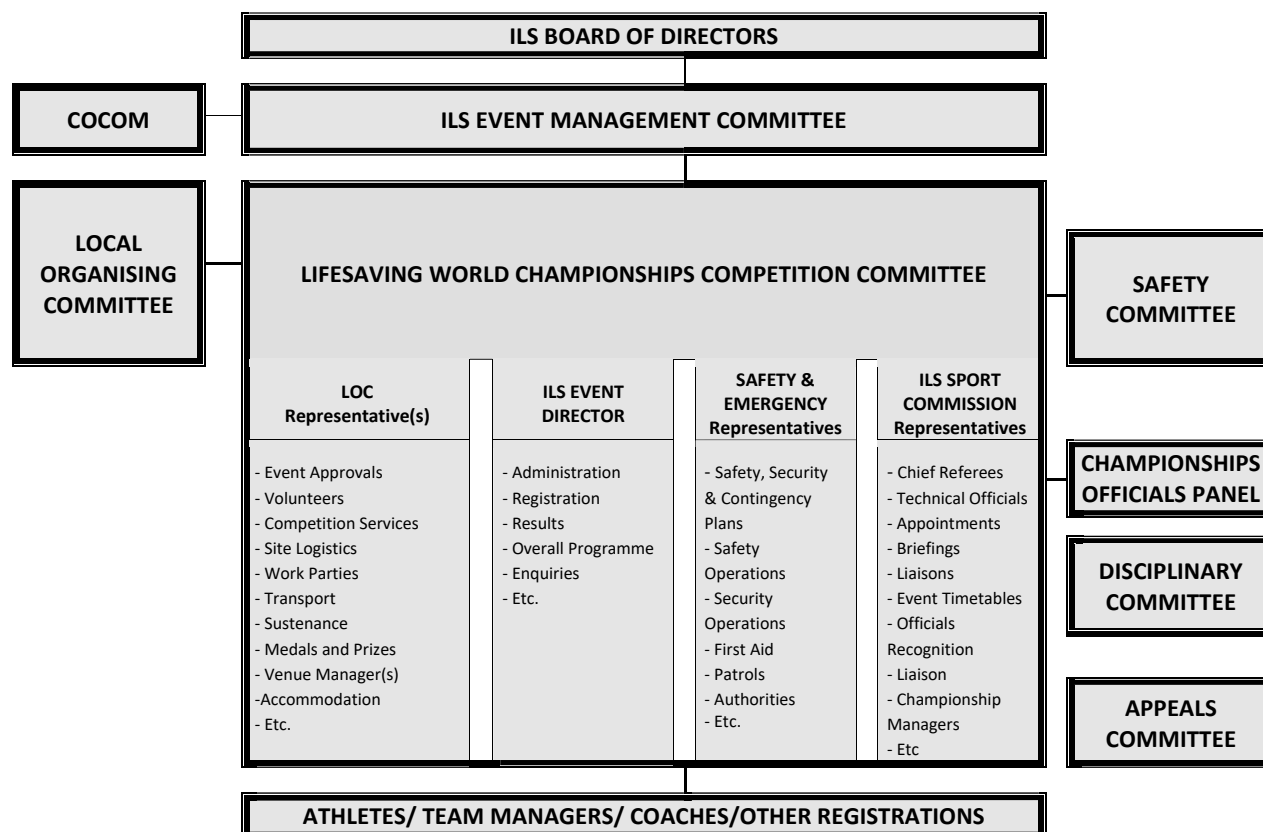 ILS BOARD OF DIRECTORS
COCOM
ILS EVENT MANAGEMENT COMMITTEE
LOCAL
ORGANISING
COMMITTEE
LIFESAVING WORLD CHAMPIONSHIPS COMPETITION COMMITTEE
SAFETY
COMMITTEE
LOC
Representative(s)
- Event Approvals
- Volunteers
- Competition Services
- Site Logistics
- Work Parties
- Transport
- Sustenance
- Medals and Prizes
- Venue Manager(s)
-Accommodation
- Etc.
ILS EVENT
DIRECTOR
- Administration
- Registration
- Results
- Overall Programme
- Enquiries
- Etc.
SAFETY &
EMERGENCY
Representatives
- Safety, Security
& Contingency
Plans
- Safety
Operations
- Security
Operations
- First Aid
- Patrols
- Authorities
- Etc.
ILS SPORT
COMMISSION
Representatives
- Chief Referees
- Technical Officials
- Appointments
- Briefings
- Liaisons
- Event Timetables
- Officials
Recognition
- Liaison
- Championship
Managers
- Etc
CHAMPIONSHIPS
OFFICIALS PANEL
DISCIPLINARY
COMMITTEE
APPEALS
COMMITTEE
ATHLETES/ TEAM MANAGERS/ COACHES/OTHER REGISTRATIONS